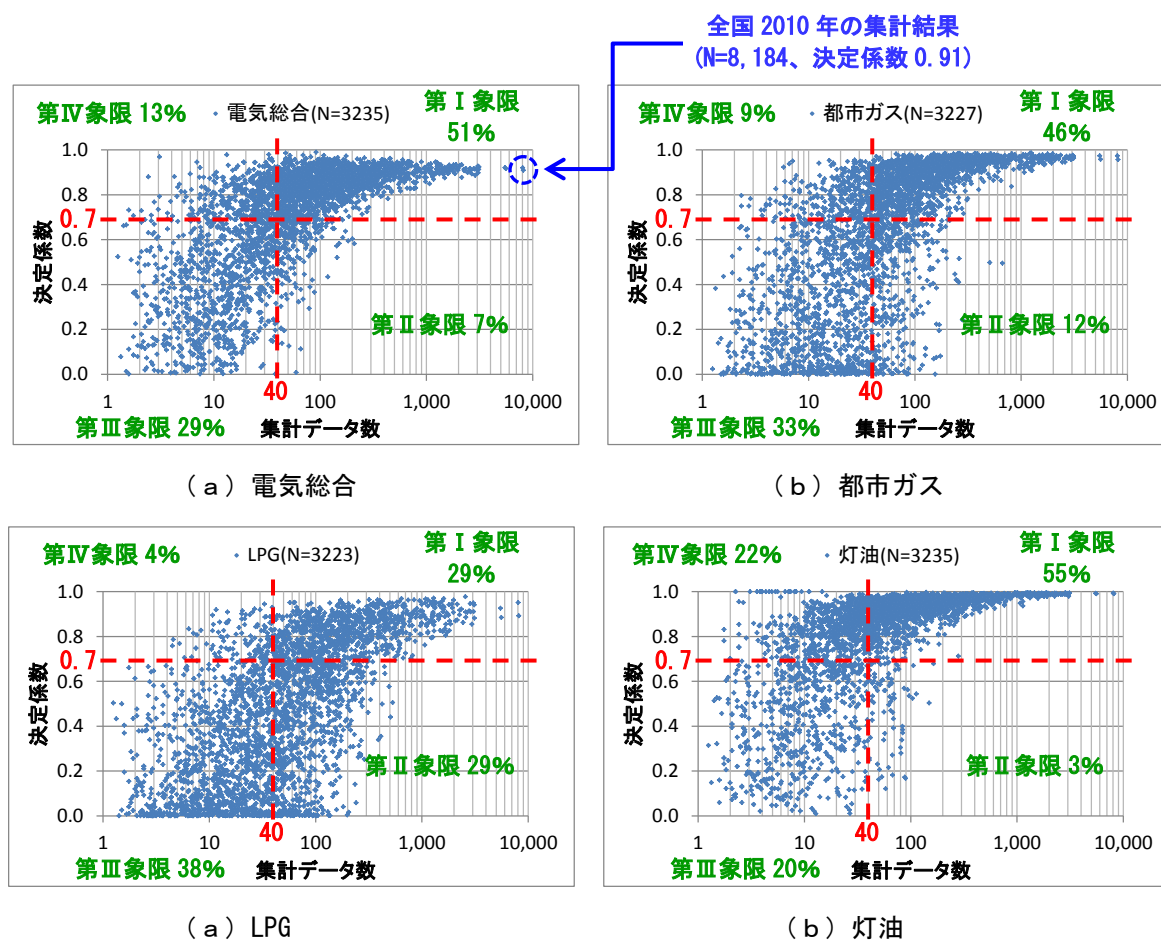 全国 2010 年の集計結果
(N=8,184、決定係数 0.91)
第Ⅳ象限 13%
電気総合(N=3235)
第Ⅰ象限
51%
1.0
0.8
0.7
0.6
0.4
0.2
0.0
決定係数
第Ⅱ象限 7%
40
1
10
100
1,000
10,000
第Ⅲ象限 29%
集計データ数
(a)電気総合
第Ⅳ象限 9%
都市ガス(N=3227)
第Ⅰ象限
46%
1.0
0.8
0.7
0.6
0.4
0.2
0.0
決定係数
第Ⅱ象限 12%
40
1
10
100
1,000
10,000
第Ⅲ象限 33%
集計データ数
(b)都市ガス
第Ⅳ象限 4%
LPG(N=3223)
第Ⅰ象限
29%
1.0
0.8
0.7
0.6
0.4
0.2
0.0
決定係数
第Ⅱ象限 29%
40
1
10
100
1,000
10,000
第Ⅲ象限 38%
集計データ数
(a)LPG
第Ⅳ象限 22%
灯油(N=3235)
第Ⅰ象限
55%
1.0
0.8
0.7
0.6
0.4
0.2
0.0
決定係数
第Ⅱ象限 3%
40
1
10
100
1,000
10,000
第Ⅲ象限 20%
集計データ数
(b)灯油